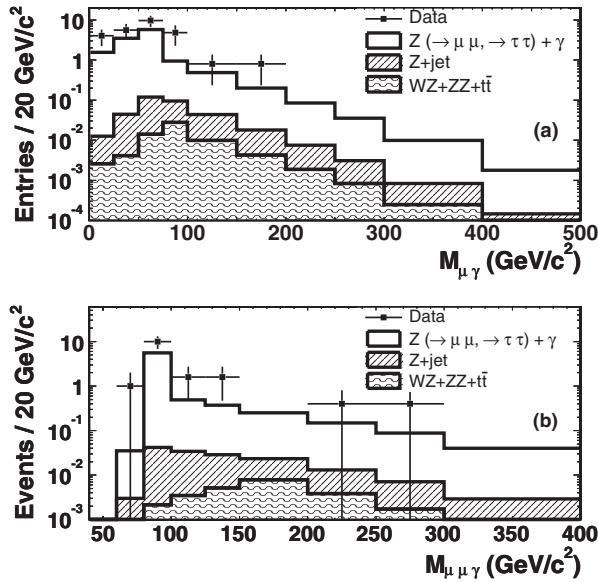 Entries / 20 GeV/c²
10
1
10⁻¹
10⁻²
10⁻³
10⁻⁴
Data
Z (→ μ μ, → τ τ) + γ
Z+jet
WZ+ZZ+tt̄
(a)
0 100 200 300 400 500
M_μγ (GeV/c²)
Events / 20 GeV/c²
10
1
10⁻¹
10⁻²
10⁻³
Data
Z (→ μ μ, → τ τ) + γ
Z+jet
WZ+ZZ+tt̄
(b)
50 100 150 200 250 300 350 400
M_μμγ (GeV/c²)